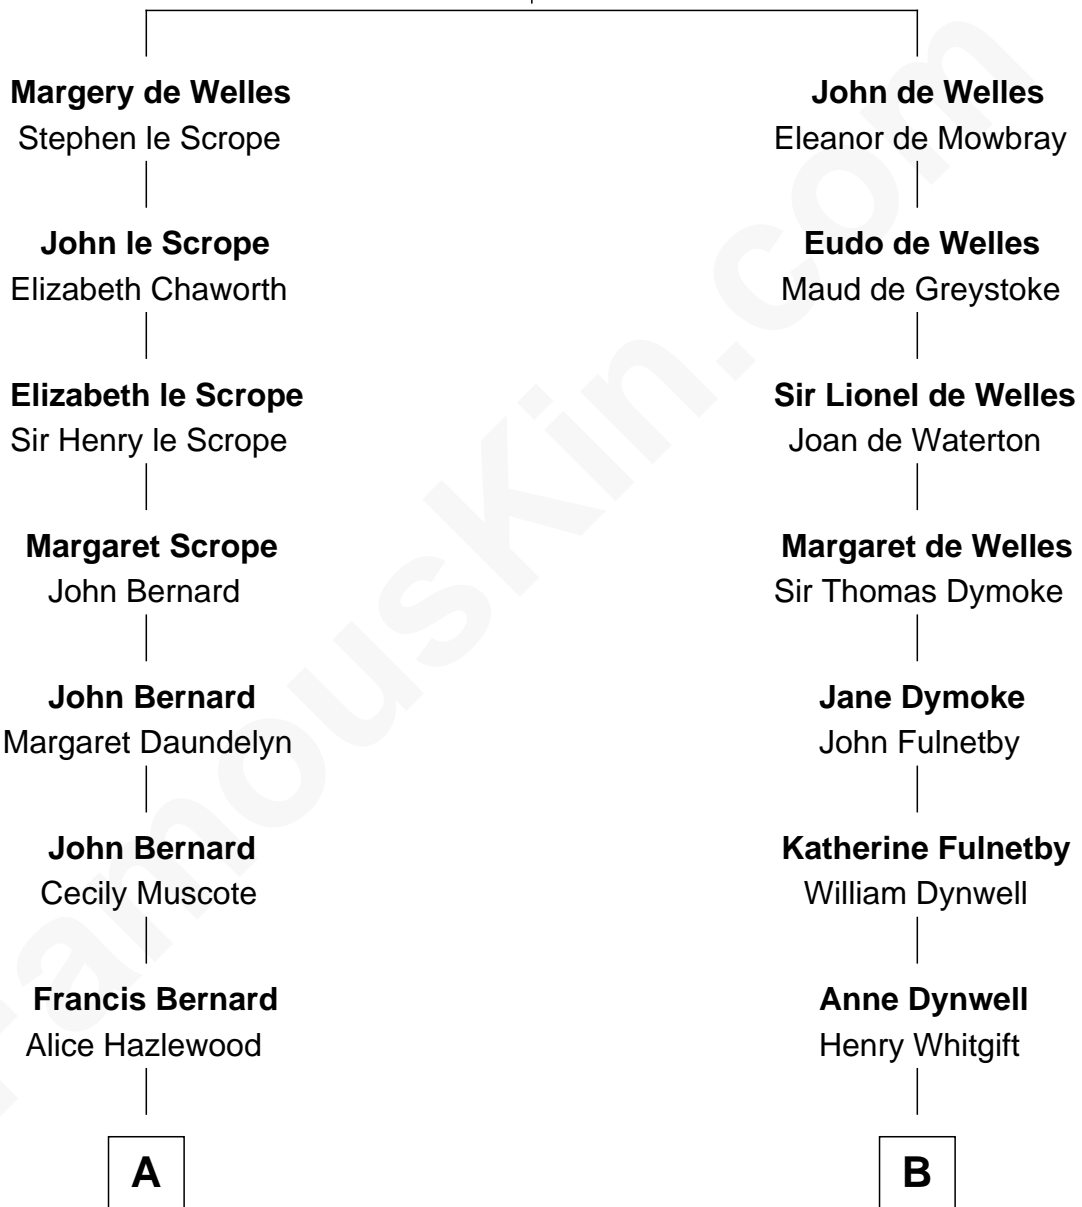 Margery de Welles
Stephen le Scrope
John le Scrope
Elizabeth Chaworth
Elizabeth le Scrope
Sir Henry le Scrope
Margaret Scrope
John Bernard
John Bernard
Margaret Daundelyn
John Bernard
Cecily Muscote
Francis Bernard
Alice Hazlewood
A
John de Welles
Eleanor de Mowbray
Eudo de Welles
Maud de Greystoke
Sir Lionel de Welles
Joan de Waterton
Margaret de Welles
Sir Thomas Dymoke
Jane Dymoke
John Fulnetby
Katherine Fulnetby
William Dynwell
Anne Dynwell
Henry Whitgift
B
FamousKin.com